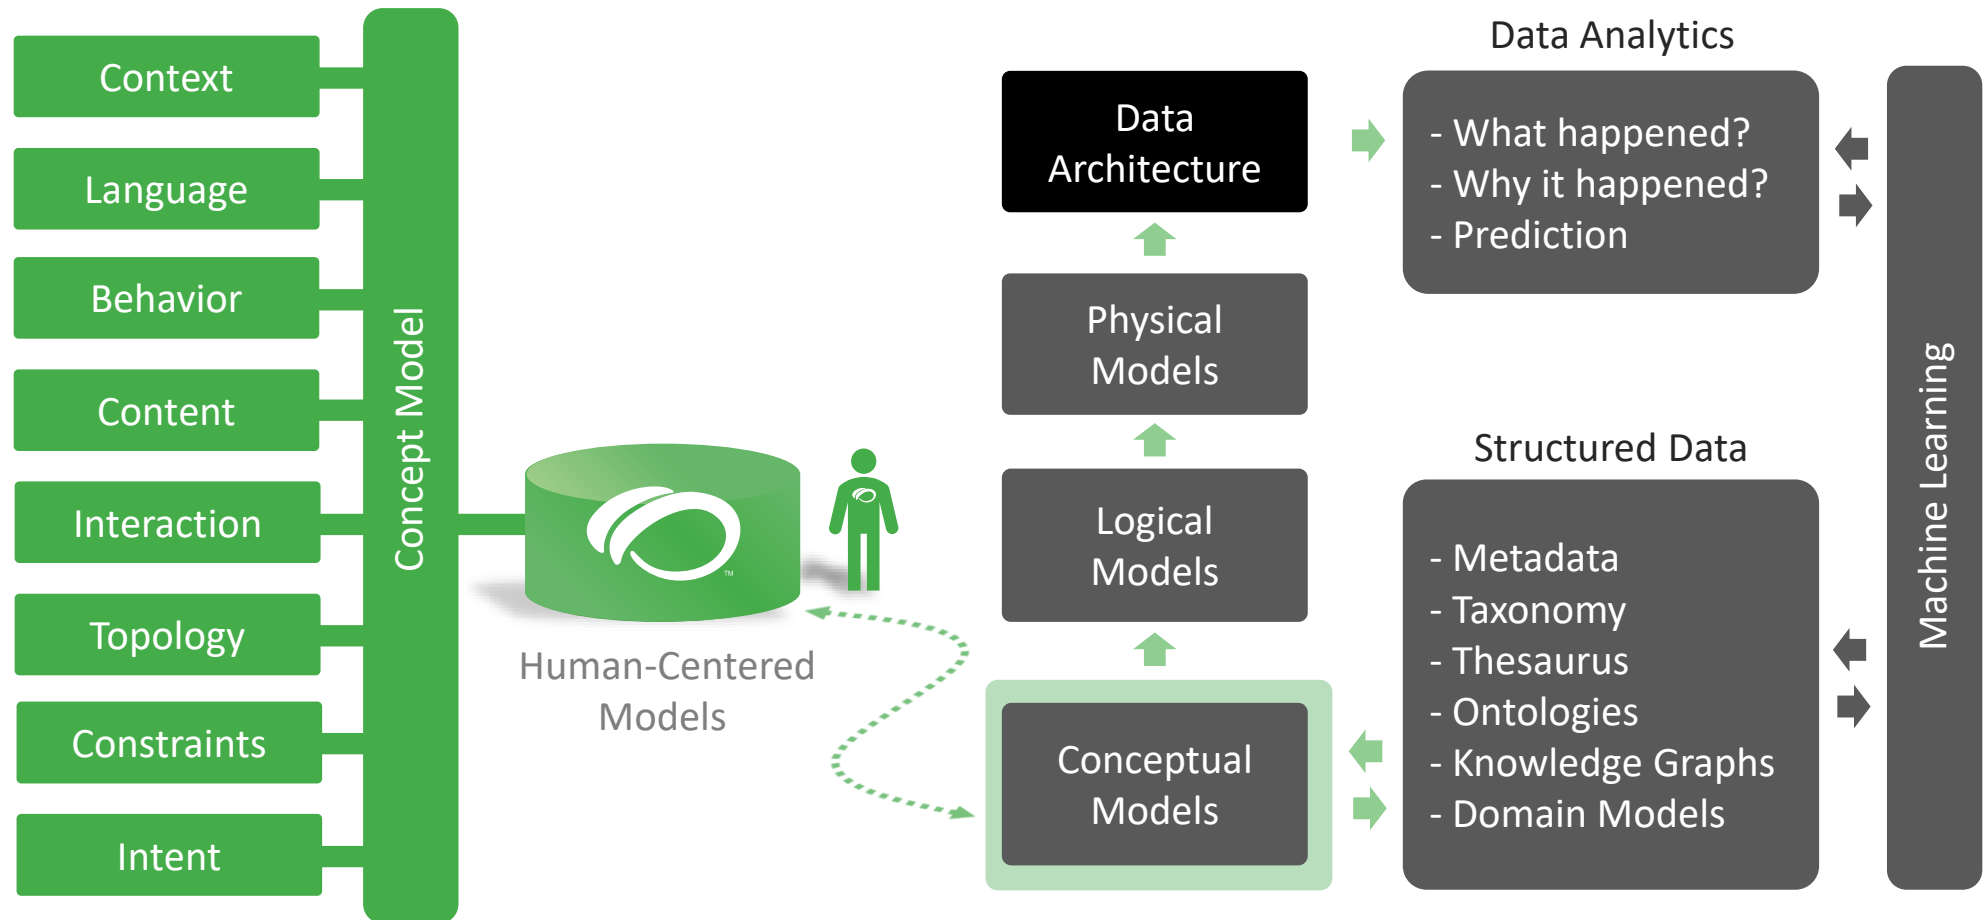 Context
Language
Behavior
Content
Interaction
Topology
Constraints
Intent
Concept Model
™
Human-Centered
Models
Data
Architecture
Physical
Models
Logical
Models
Conceptual
Models
Data Analytics
- What happened?
- Why it happened?
- Prediction
Structured Data
- Metadata
- Taxonomy
- Thesaurus
- Ontologies
- Knowledge Graphs
- Domain Models
Machine Learning